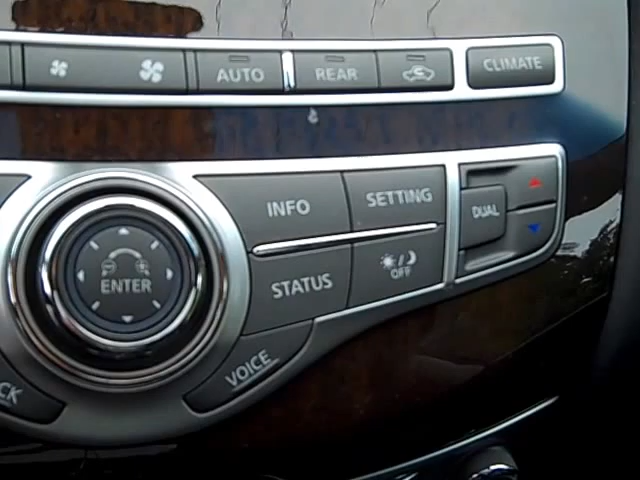 AUTO REAR CLIMATE
INFO SETTING DUAL
ENTER STATUS OFF
VOICE
CK